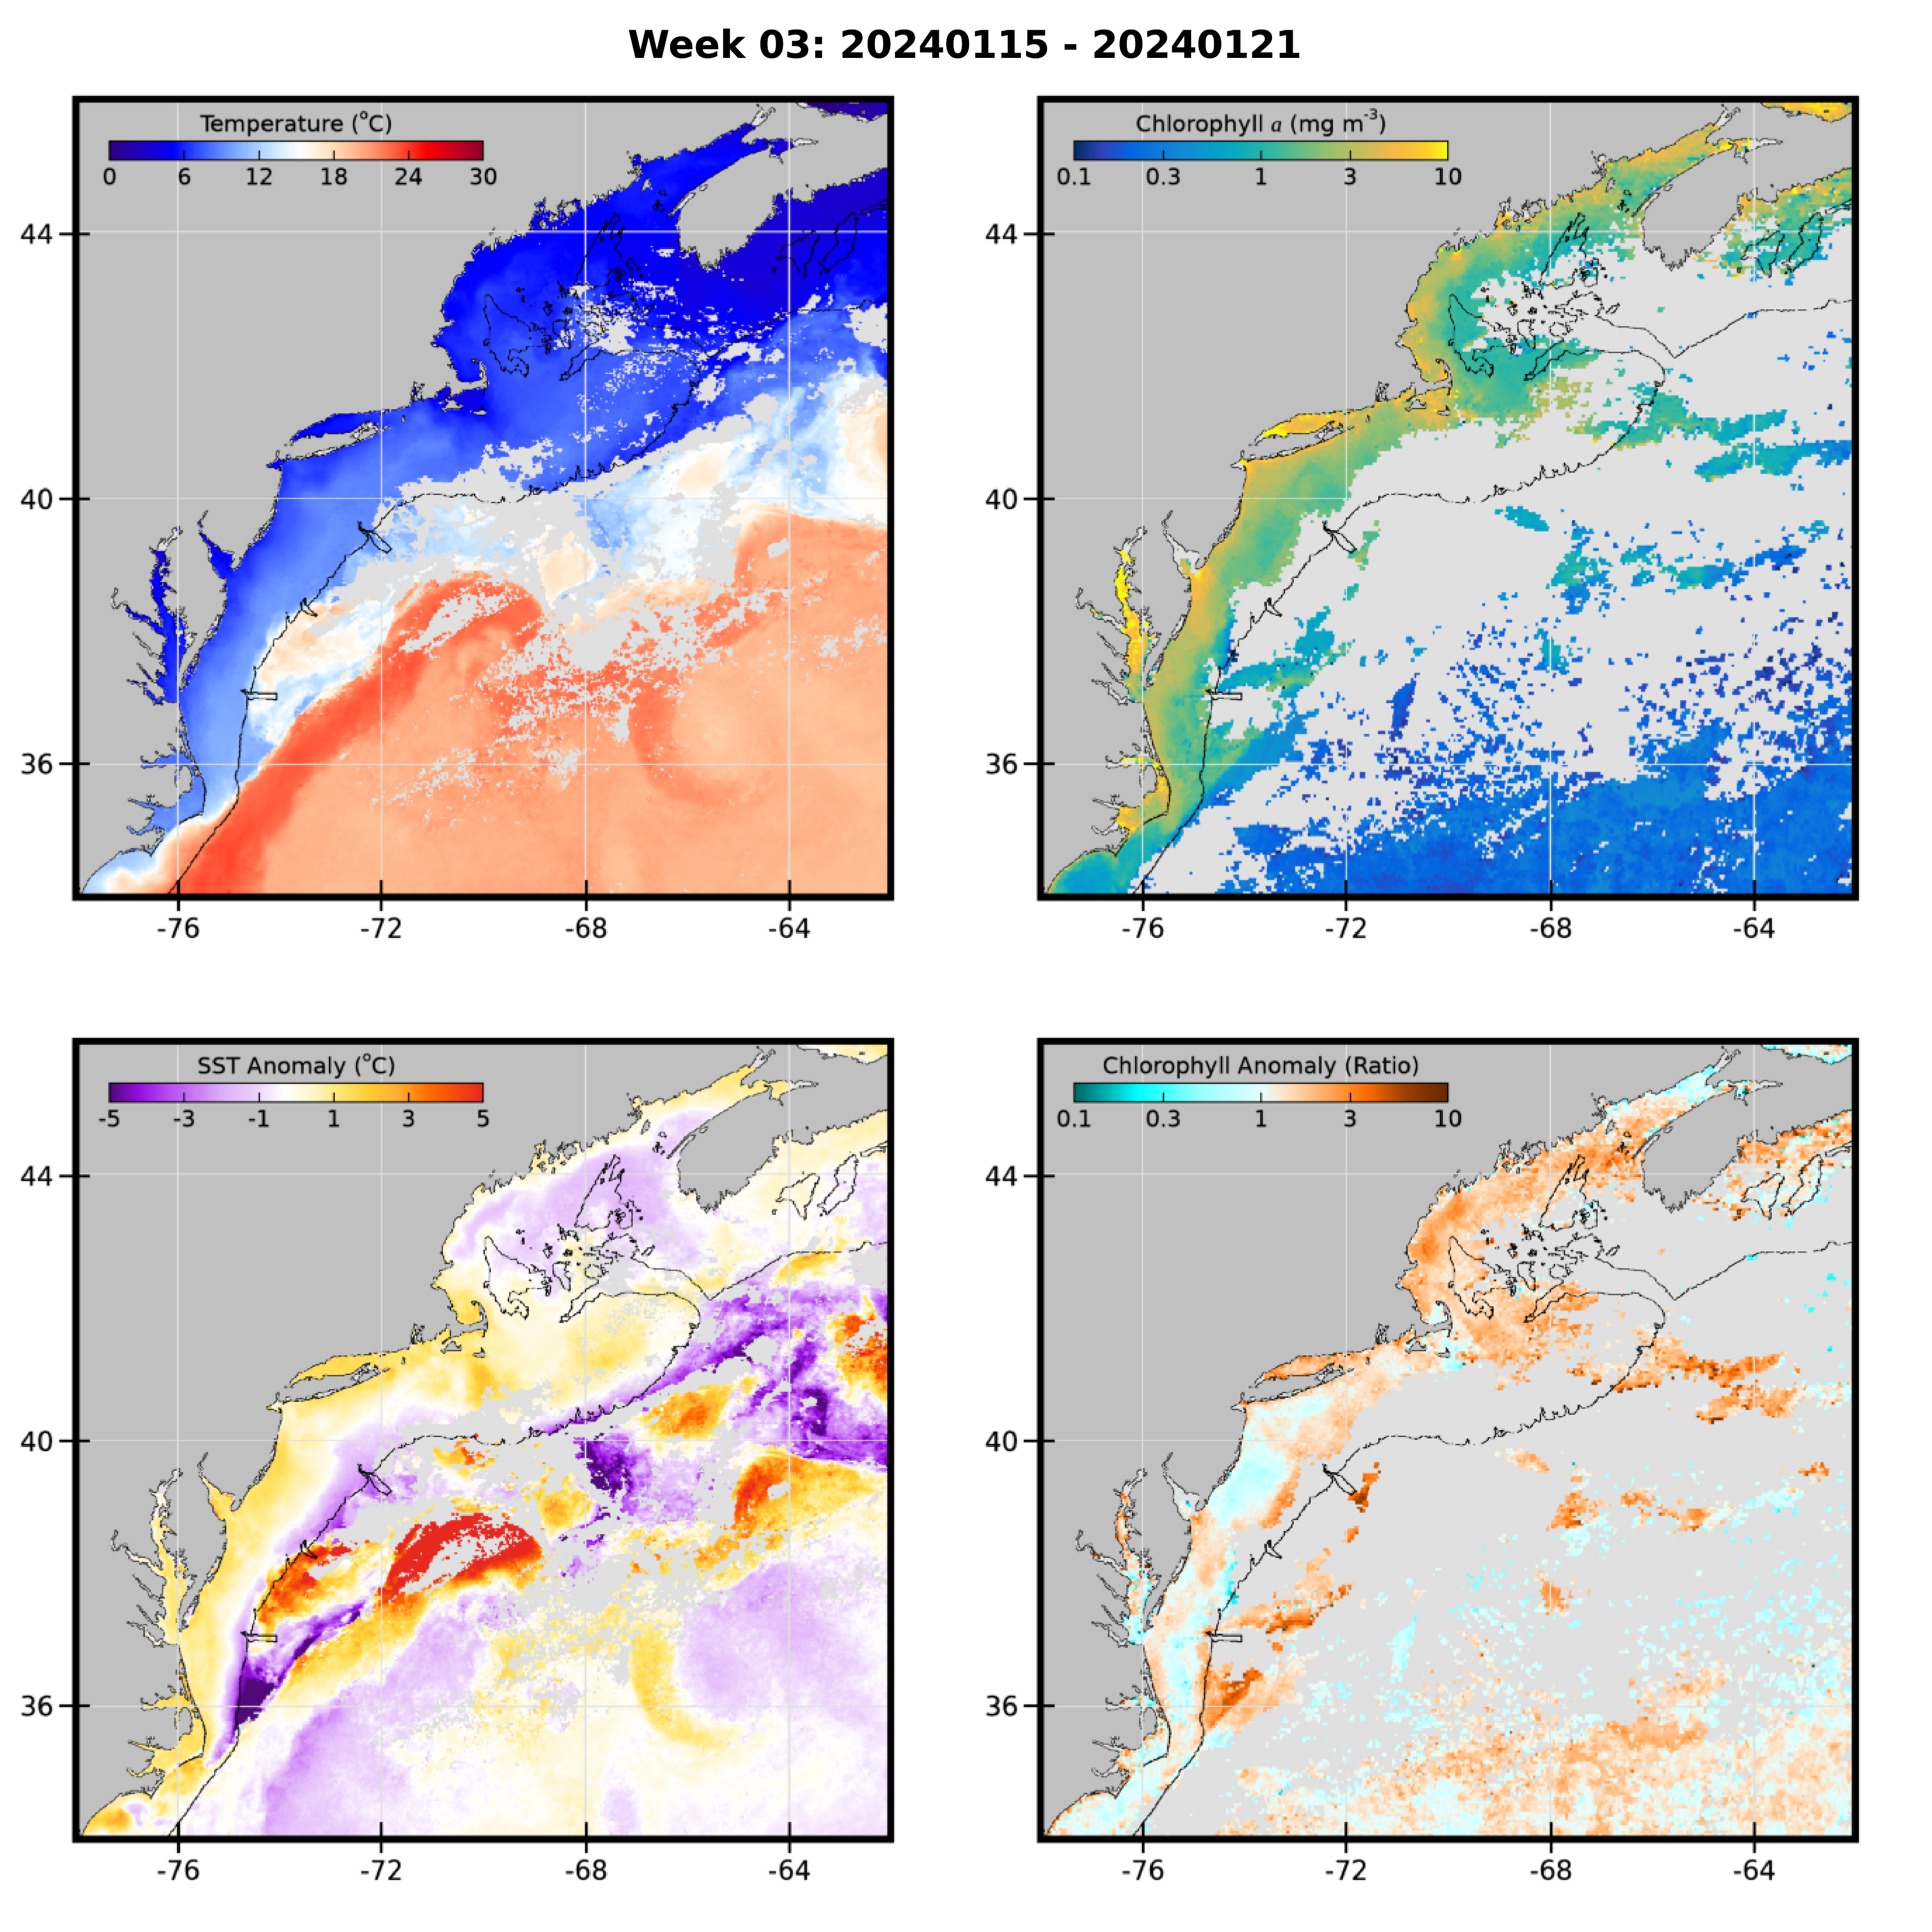 Week 03: 20240115 - 20240121
Temperature (°C)
0 6 12 18 24 30
44
40
36
-76 -72 -68 -64
Chlorophyll a (mg m⁻³)
0.1 0.3 1 3 10
44
40
36
-76 -72 -68 -64
SST Anomaly (°C)
-5 -3 -1 1 3 5
44
40
36
-76 -72 -68 -64
Chlorophyll Anomaly (Ratio)
0.1 0.3 1 3 10
44
40
36
-76 -72 -68 -64